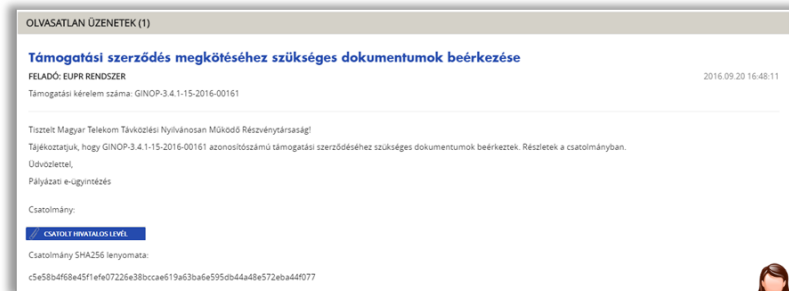 OLVASATLAN ÜZENETEK (1)
Támogatási szerződés megkötéséhez szükséges dokumentumok beérkezése
FELADÓ: EUPR RENDSZER
2016.09.20 16:48:11
Támogatási kérelem száma: GINOP-3.4.1-15-2016-00161
Tisztelt Magyar Telekom Távközlési Nyilvánosan Működő Részvénytársaság!
Tájékoztatjuk, hogy GINOP-3.4.1-15-2016-00161 azonosítószámú támogatási szerződéséhez szükséges dokumentumok beérkeztek. Részletek a csatolmányban.
Üdvözlettel,
Pályázati e-ügyintézés
Csatolmány:
CSATOLT HIVATALOS LEVÉL
Csatolmány SHA256 lenyomata:
c5e58b4f68e45f1efe07226e38bccae619a63ba6e595db44a48e572eba44f077